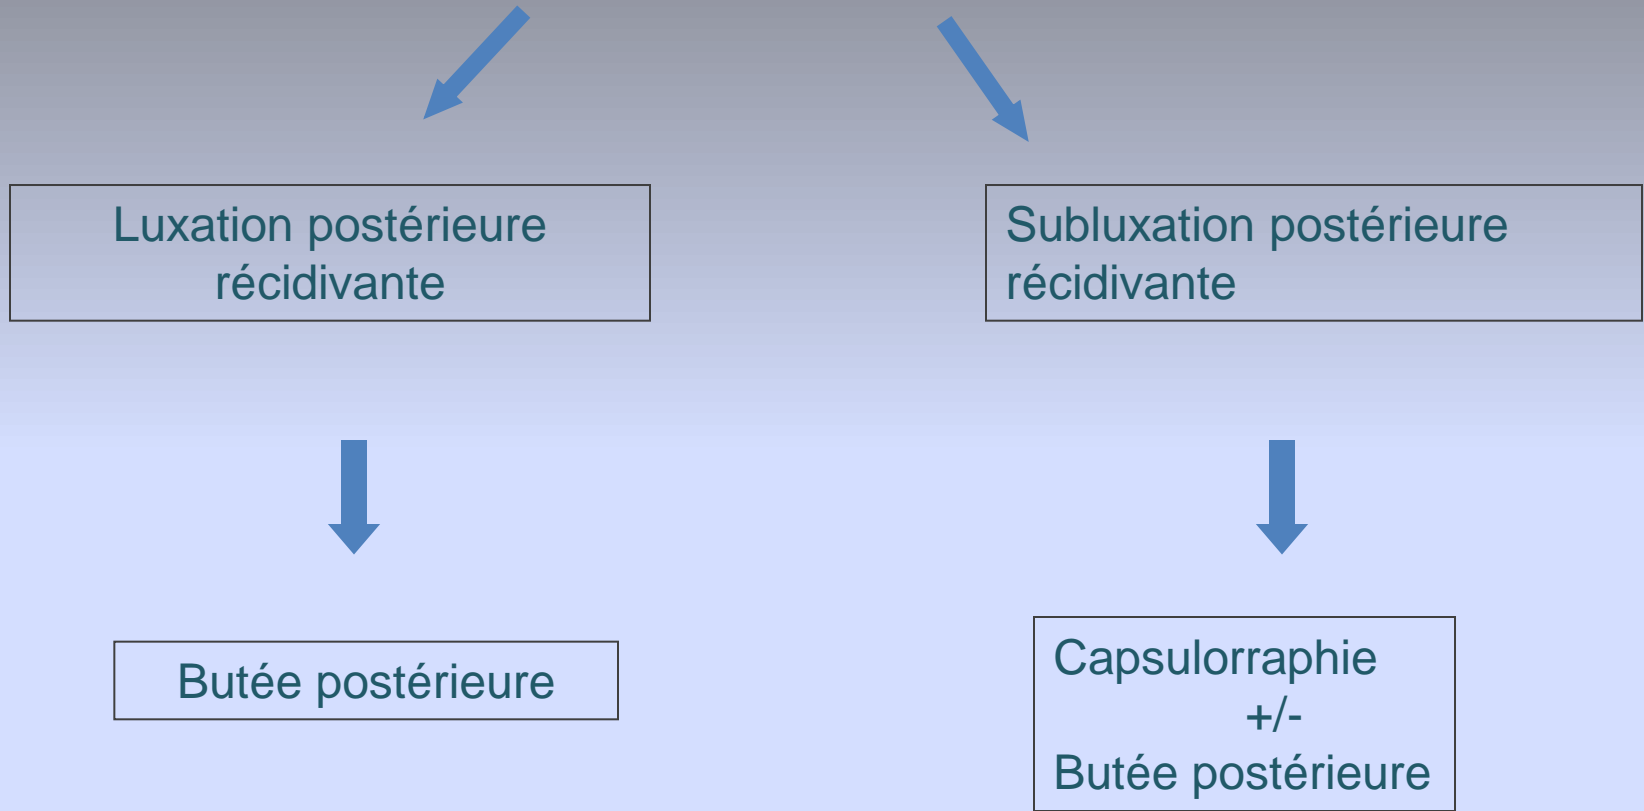 Luxation postérieure
récidivante
Subluxation postérieure
récidivante
Butée postérieure
Capsulorraphie
+/-
Butée postérieure